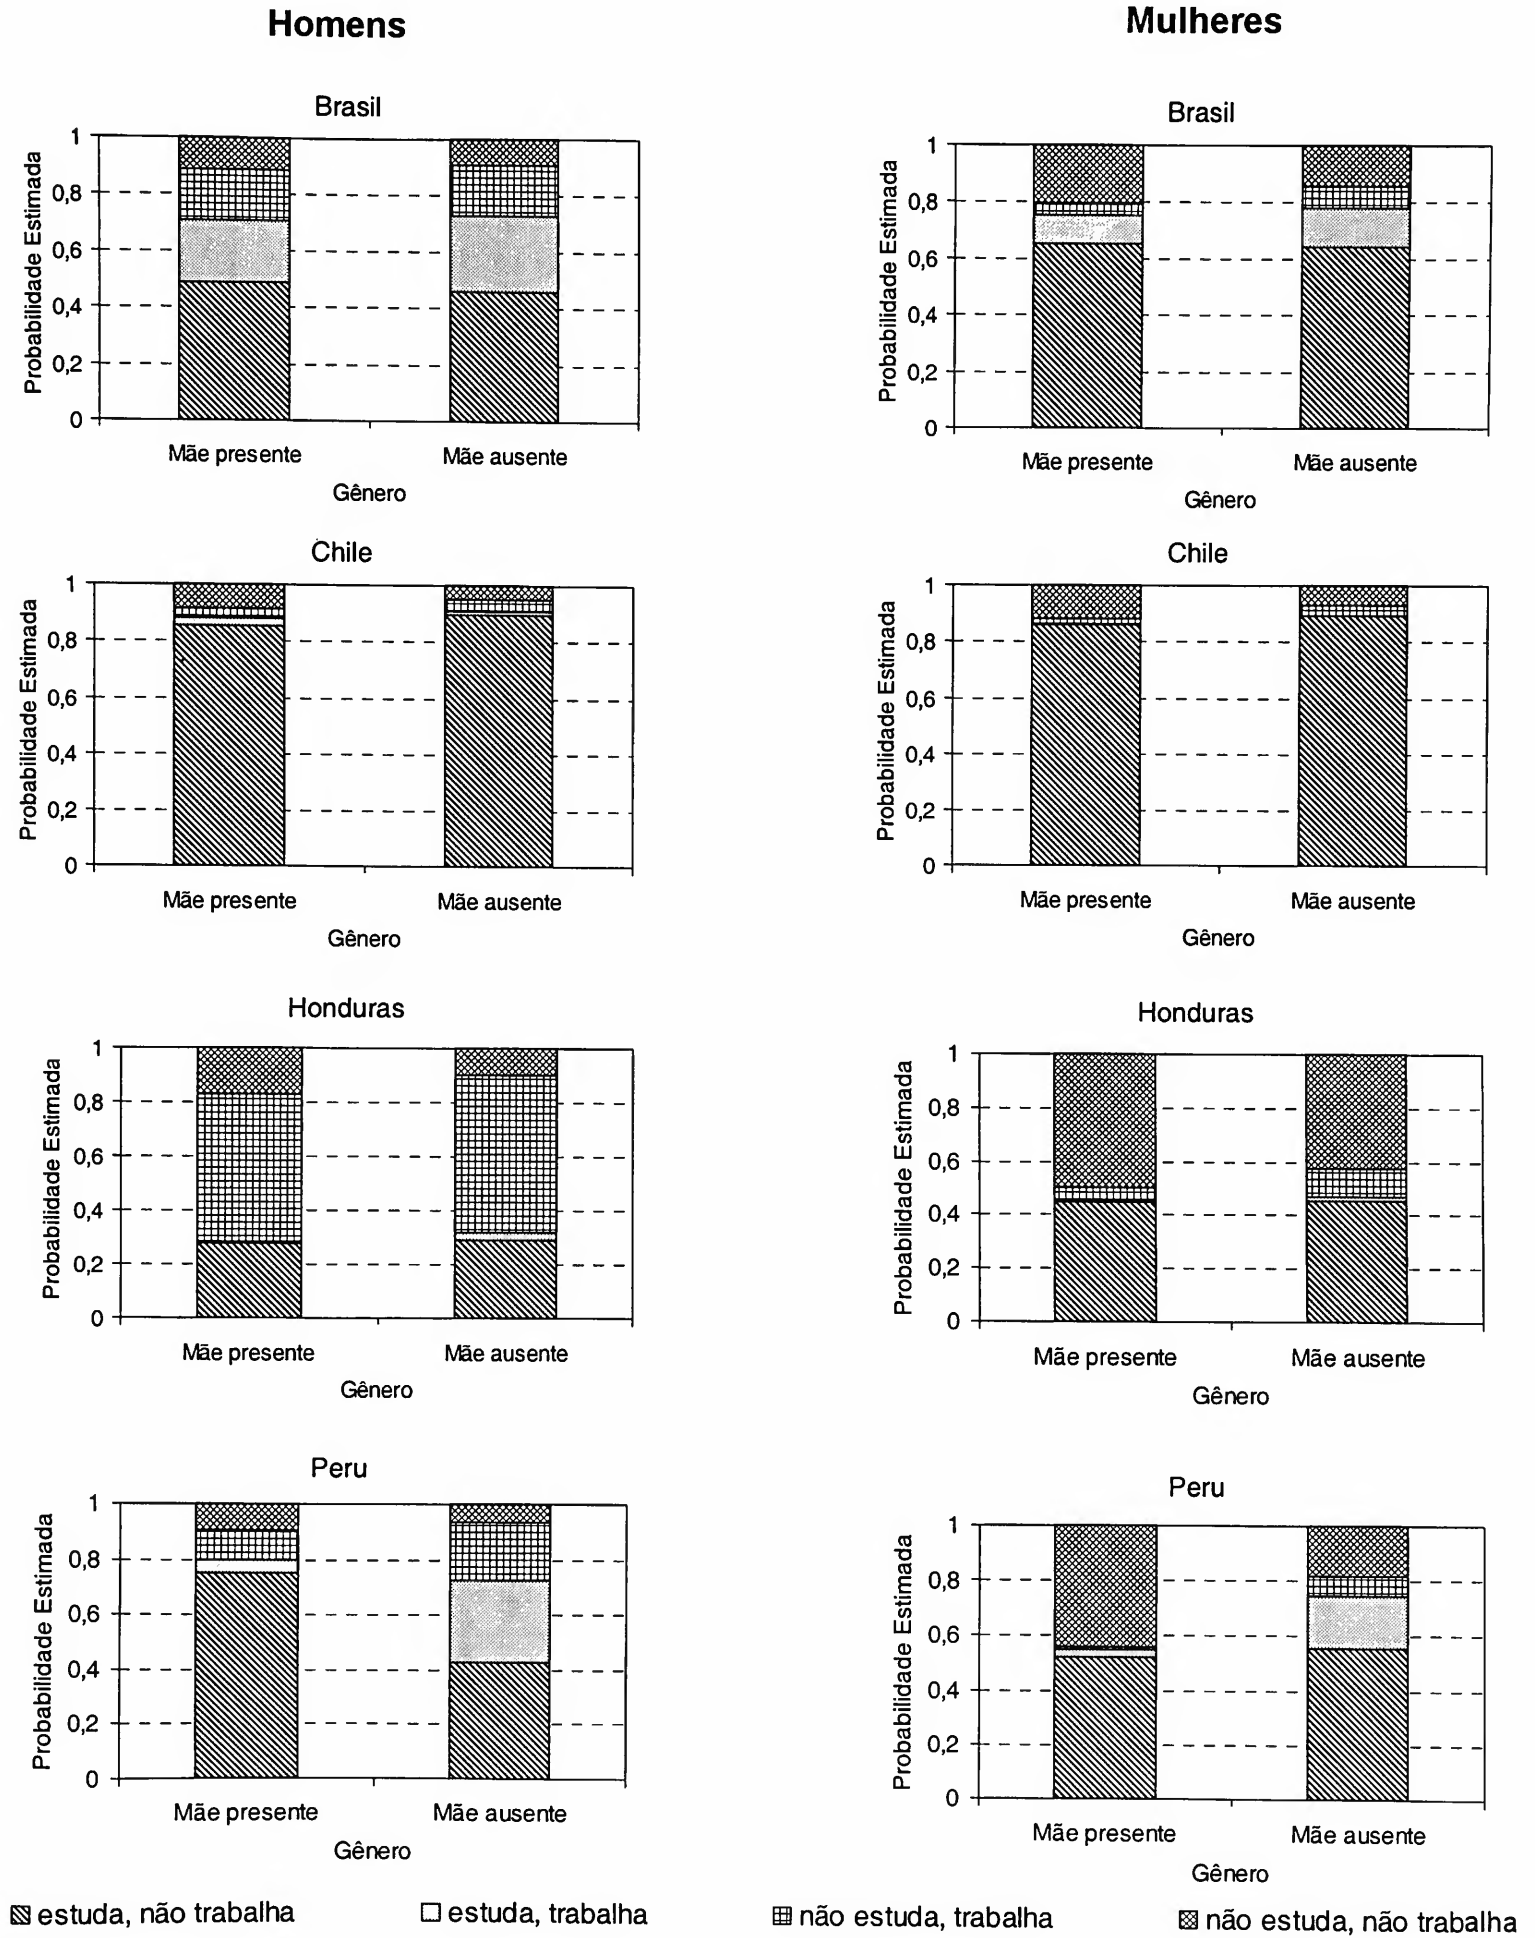 Homens
Mulheres
Brasil
Probabilidade Estimada
1
0,8
0,6
0,4
0,2
0
Mãe presente
Mãe ausente
Gênero
Brasil
Probabilidade Estimada
1
0,8
0,6
0,4
0,2
0
Mãe presente
Mãe ausente
Gênero
Chile
Probabilidade Estimada
1
0,8
0,6
0,4
0,2
0
Mãe presente
Mãe ausente
Gênero
Chile
Probabilidade Estimada
1
0,8
0,6
0,4
0,2
0
Mãe presente
Mãe ausente
Gênero
Honduras
Probabilidade Estimada
1
0,8
0,6
0,4
0,2
0
Mãe presente
Mãe ausente
Gênero
Honduras
Probabilidade Estimada
1
0,8
0,6
0,4
0,2
0
Mãe presente
Mãe ausente
Gênero
Peru
Probabilidade Estimada
1
0,8
0,6
0,4
0,2
0
Mãe presente
Mãe ausente
Gênero
Peru
Probabilidade Estimada
1
0,8
0,6
0,4
0,2
0
Mãe presente
Mãe ausente
Gênero
estuda, não trabalha
estuda, trabalha
não estuda, trabalha
não estuda, não trabalha